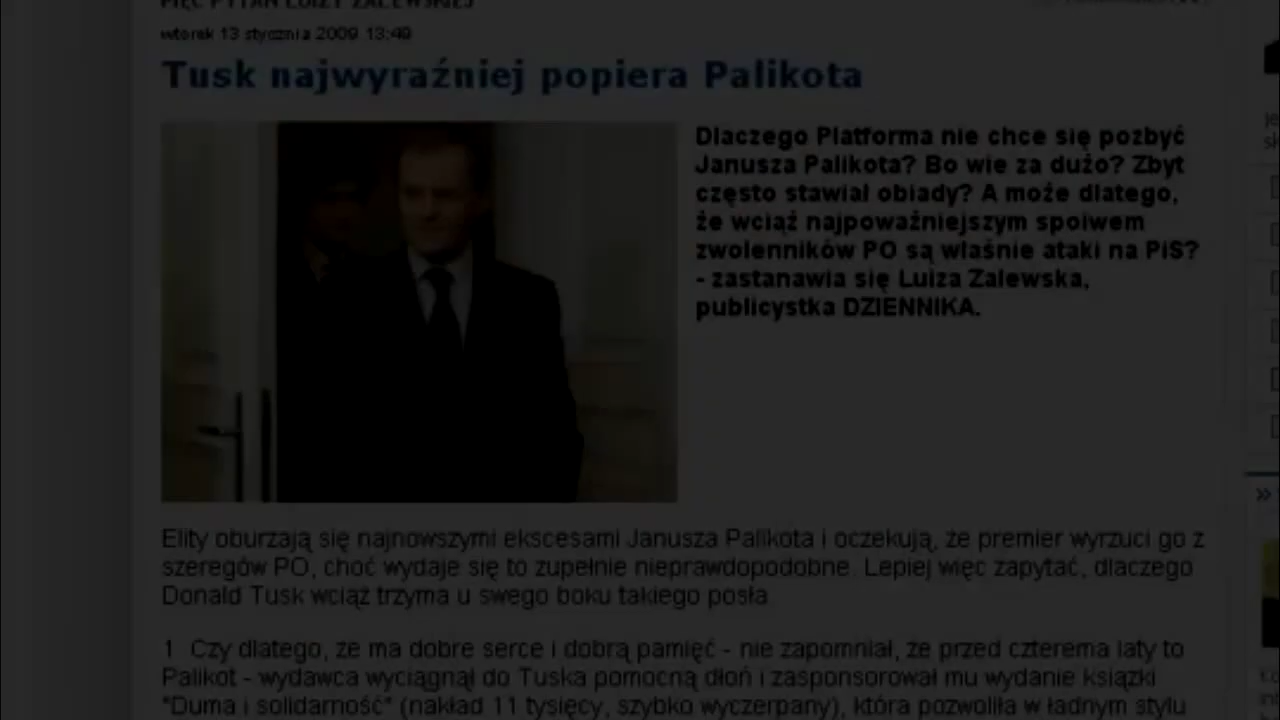 PIĘĆ PYTAŃ LUIZY ZALEWSKIEJ
wtorek 13 stycznia 2009 13:49
Tusk najwyraźniej popiera Palikota
Dlaczego Platforma nie chce się pozbyć
Janusza Palikota? Bo wie za dużo? Zbyt
często stawiał obiady? A może dlatego,
że wciąż najpoważniejszym spoiwem
zwolenników PO są właśnie ataki na PiS?
- zastanawia się Luiza Zalewska,
publicystka DZIENNIKA.
Elity oburzają się najnowszymi ekscesami Janusza Palikota i oczekują, że premier wyrzuci go z
szeregów PO, choć wydaje się to zupełnie nieprawdopodobne. Lepiej więc zapytać, dlaczego
Donald Tusk wciąż trzyma u swego boku takiego posła
1. Czy dlatego, że ma dobre serce i dobrą pamięć - nie zapomniał, że przed czterema laty to
Palikot - wydawca wyciągnął do Tuska pomocną dłoń i zasponsorował mu wydanie książki
"Duma i solidarność" (nakład 11 tysięcy, szybko wyczerpany), która pozwoliła w ładnym stylu
»